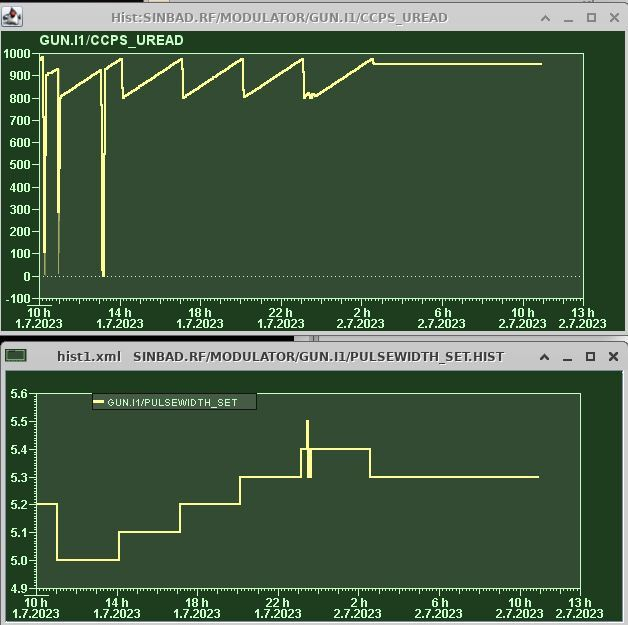 Hist:SINBAD.RF/MODULATOR/GUN.I1/CCPS_UREAD
GUN.I1/CCPS_UREAD
1000
900
800
700
600
500
400
300
200
100
0
-100
10 h 14 h 18 h 22 h 2 h 6 h 10 h 13 h
1.7.2023 1.7.2023 1.7.2023 1.7.2023 2.7.2023 2.7.2023 2.7.2023 2.7.2023
hist1.xml SINBAD.RF/MODULATOR/GUN.I1/PULSEWIDTH_SET.HIST
5.6
GUN.I1/PULSEWIDTH_SET
5.5
5.4
5.3
5.2
5.1
5.0
4.9
10 h 14 h 18 h 22 h 2 h 6 h 10 h 13 h
1.7.2023 1.7.2023 1.7.2023 1.7.2023 2.7.2023 2.7.2023 2.7.2023 2.7.2023